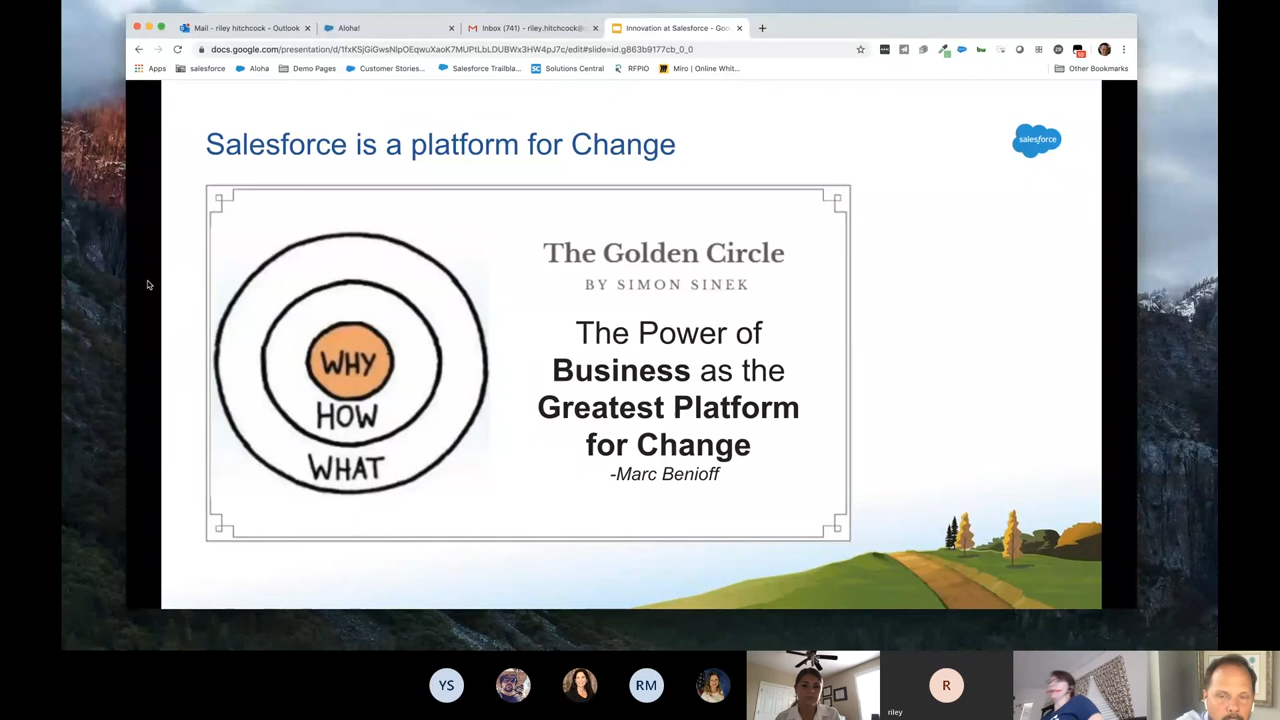 Mail - riley hitchcock - Outlook
Aloha!
Inbox (741) - riley.hitchcock@
Innovation at Salesforce - Goo
docs.google.com/presentation/d/1fxKSjGiGwsNlpOEqwuXaoK7MUPtLbLDUBWx3HW4pJ7c/edit#slide=id.g863b9177cb_0_0
Apps
salesforce
Aloha
Demo Pages
Customer Stories...
Salesforce Trailbla...
Solutions Central
RFPIO
Miro | Online Whit...
Other Bookmarks
Salesforce is a platform for Change
salesforce
The Golden Circle
BY SIMON SINEK
WHY
HOW
WHAT
The Power of
Business as the
Greatest Platform
for Change
-Marc Benioff
YS
RM
R
riley